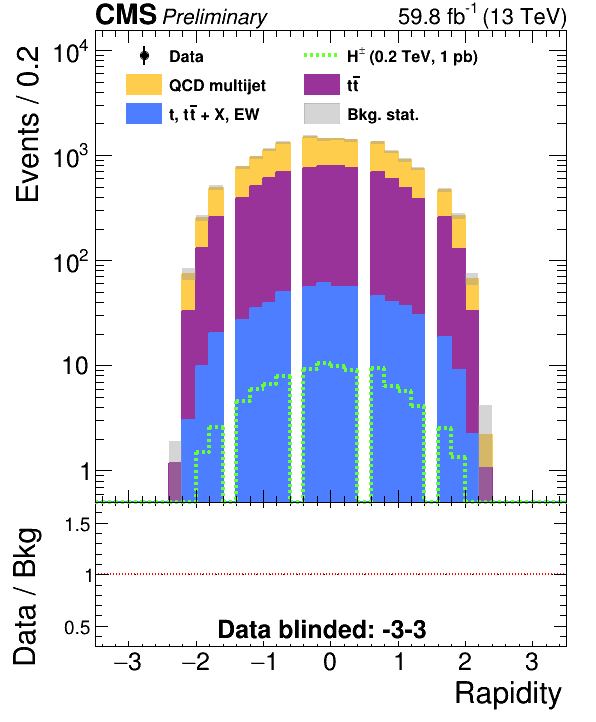 CMS Preliminary 59.8 fb⁻¹ (13 TeV)
Events / 0.2
10⁴
10³
10²
10
1
Data
H± (0.2 TeV, 1 pb)
QCD multijet
tt̄
t, tt̄ + X, EW
Bkg. stat.
Data / Bkg
1.5
1
0.5
Data blinded: -3-3
−3 −2 −1 0 1 2 3
Rapidity